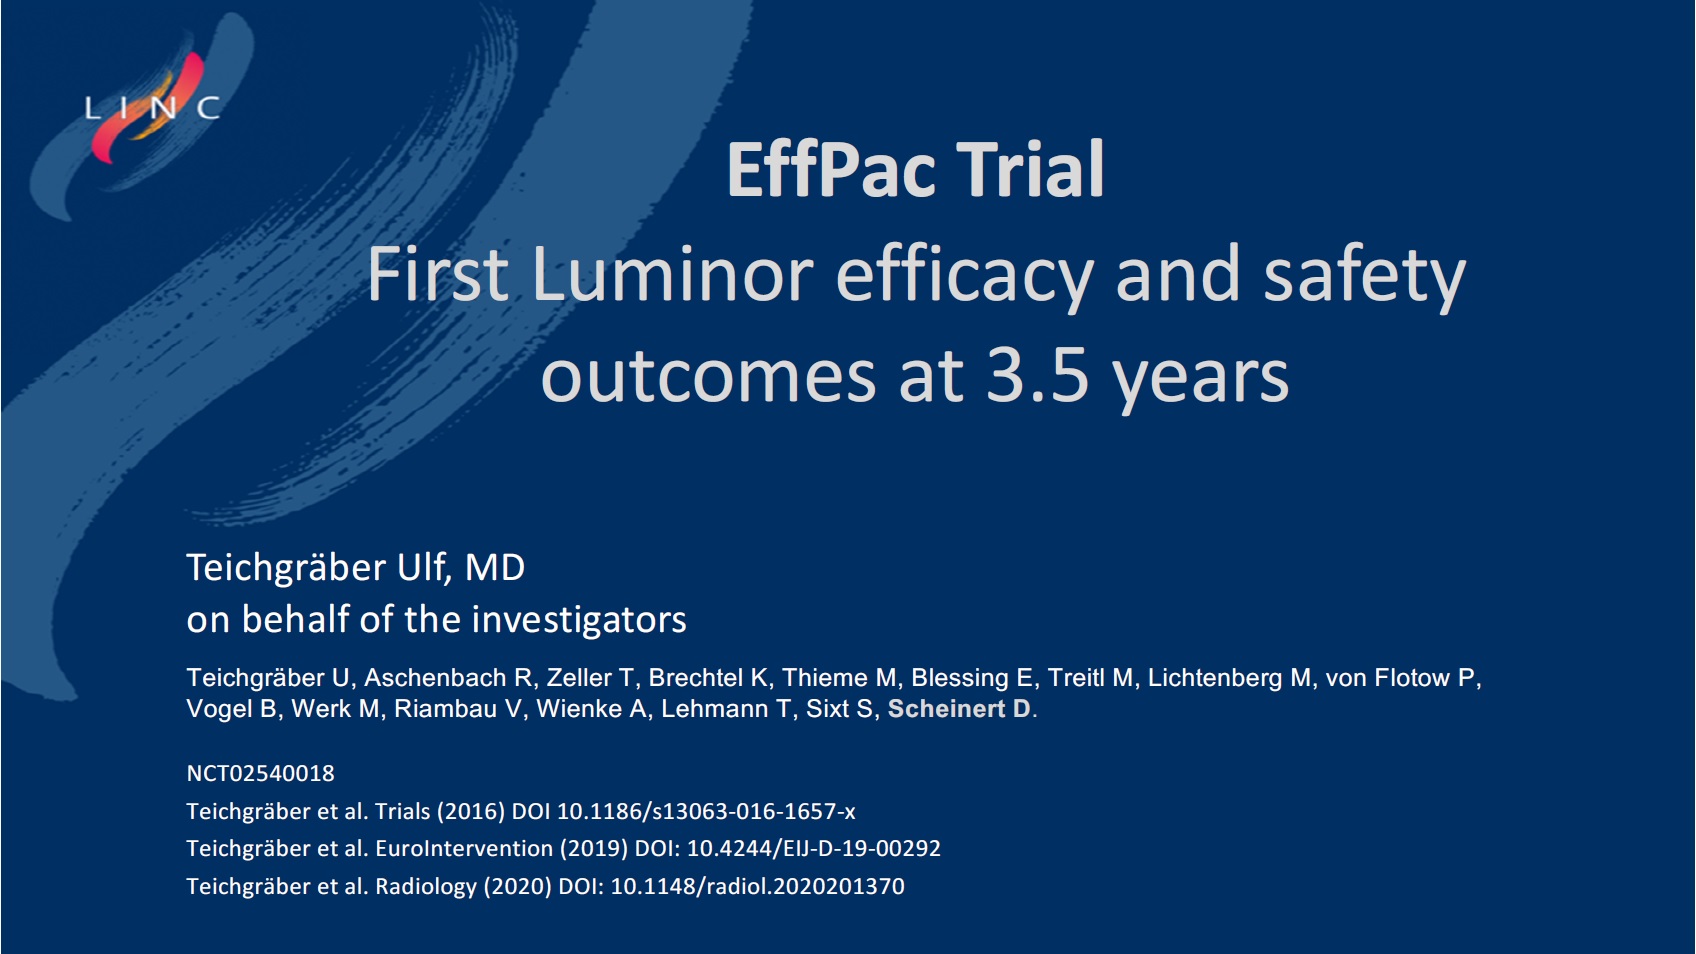 LINC
EffPac Trial
First Luminor efficacy and safety
outcomes at 3.5 years
Teichgräber Ulf, MD
on behalf of the investigators
Teichgräber U, Aschenbach R, Zeller T, Brechtel K, Thieme M, Blessing E, Treitl M, Lichtenberg M, von Flotow P,
Vogel B, Werk M, Riambau V, Wienke A, Lehmann T, Sixt S, Scheinert D.
NCT02540018
Teichgräber et al. Trials (2016) DOI 10.1186/s13063-016-1657-x
Teichgräber et al. EuroIntervention (2019) DOI: 10.4244/EIJ-D-19-00292
Teichgräber et al. Radiology (2020) DOI: 10.1148/radiol.2020201370